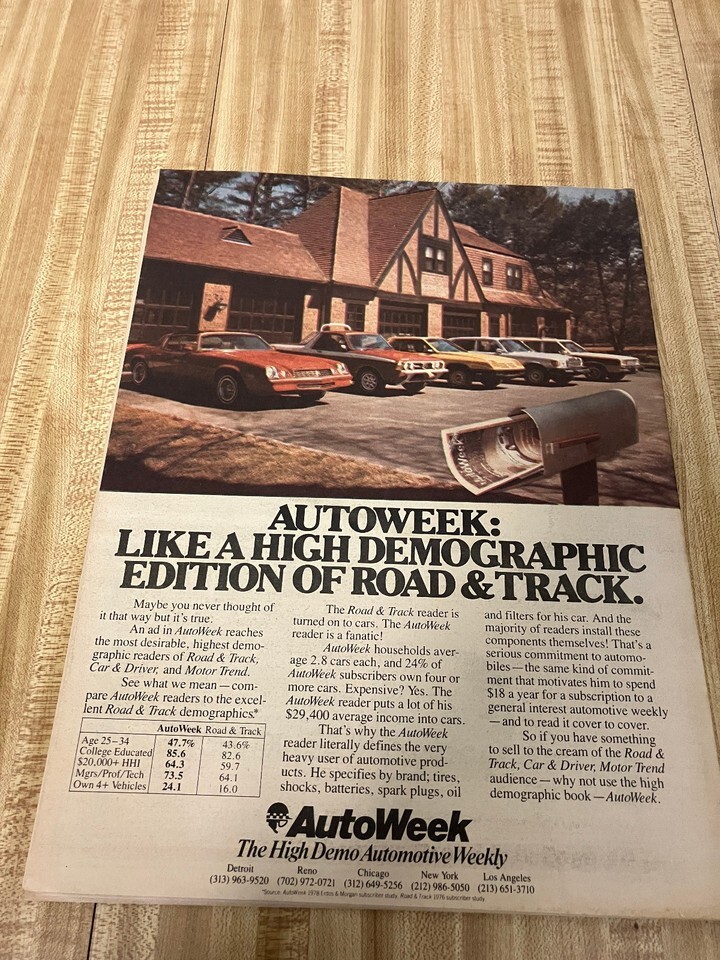 AutoWeek
AUTOWEEK:
LIKE A HIGH DEMOGRAPHIC
EDITION OF ROAD & TRACK.
Maybe you never thought of
it that way but it's true.
An ad in AutoWeek reaches
the most desirable, highest demo-
graphic readers of Road & Track,
Car & Driver, and Motor Trend.
See what we mean—com-
pare AutoWeek readers to the excel-
lent Road & Track demographics.*
AutoWeek Road & Track
Age 25–34 47.7% 43.6%
College Educated 85.6 82.6
$20,000+ HHI 64.3 59.7
Mgrs/Prof/Tech 73.5 64.1
Own 4+ Vehicles 24.1 16.0
The Road & Track reader is
turned on to cars. The AutoWeek
reader is a fanatic!
AutoWeek households aver-
age 2.8 cars each, and 24% of
AutoWeek subscribers own four or
more cars. Expensive? Yes. The
AutoWeek reader puts a lot of his
$29,400 average income into cars.
That's why the AutoWeek
reader literally defines the very
heavy user of automotive prod-
ucts. He specifies by brand; tires,
shocks, batteries, spark plugs, oil
and filters for his car. And the
majority of readers install these
components themselves! That's a
serious commitment to automo-
biles—the same kind of commit-
ment that motivates him to spend
$18 a year for a subscription to a
general interest automotive weekly
—and to read it cover to cover.
So if you have something
to sell to the cream of the Road &
Track, Car & Driver, Motor Trend
audience—why not use the high
demographic book—AutoWeek.
AutoWeek
The High Demo Automotive Weekly
Detroit Reno Chicago New York Los Angeles
(313) 963-9520 (702) 972-0721 (312) 649-5256 (212) 986-5050 (213) 651-3710
*Source: AutoWeek 1978 Erdos & Morgan subscriber study. Road & Track 1976 subscriber study.